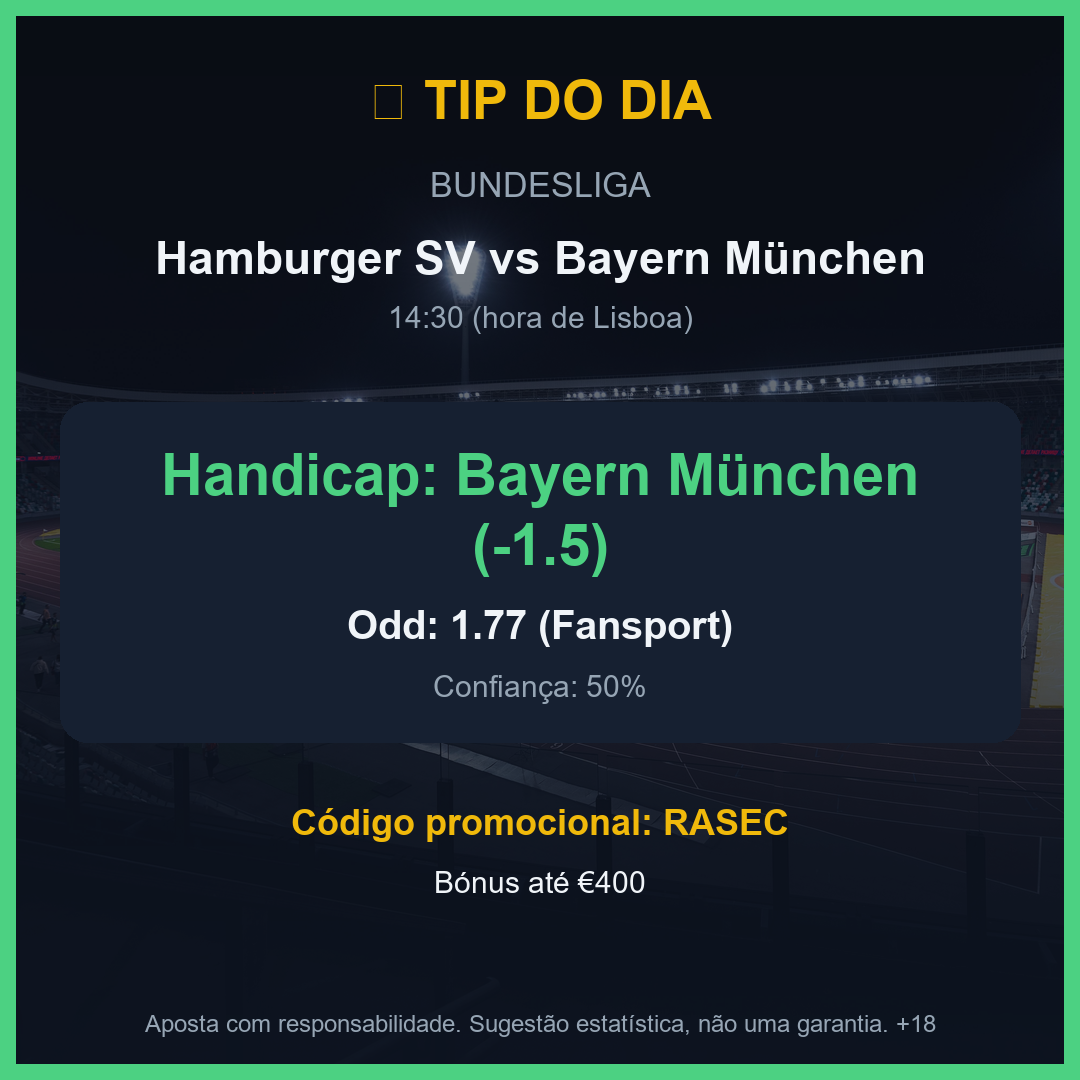 TIP DO DIA
BUNDESLIGA
Hamburger SV vs Bayern München
14:30 (hora de Lisboa)
Handicap: Bayern München
(-1.5)
Odd: 1.77 (Fansport)
Confiança: 50%
Código promocional: RASEC
Bónus até €400
Aposta com responsabilidade. Sugestão estatística, não uma garantia. +18